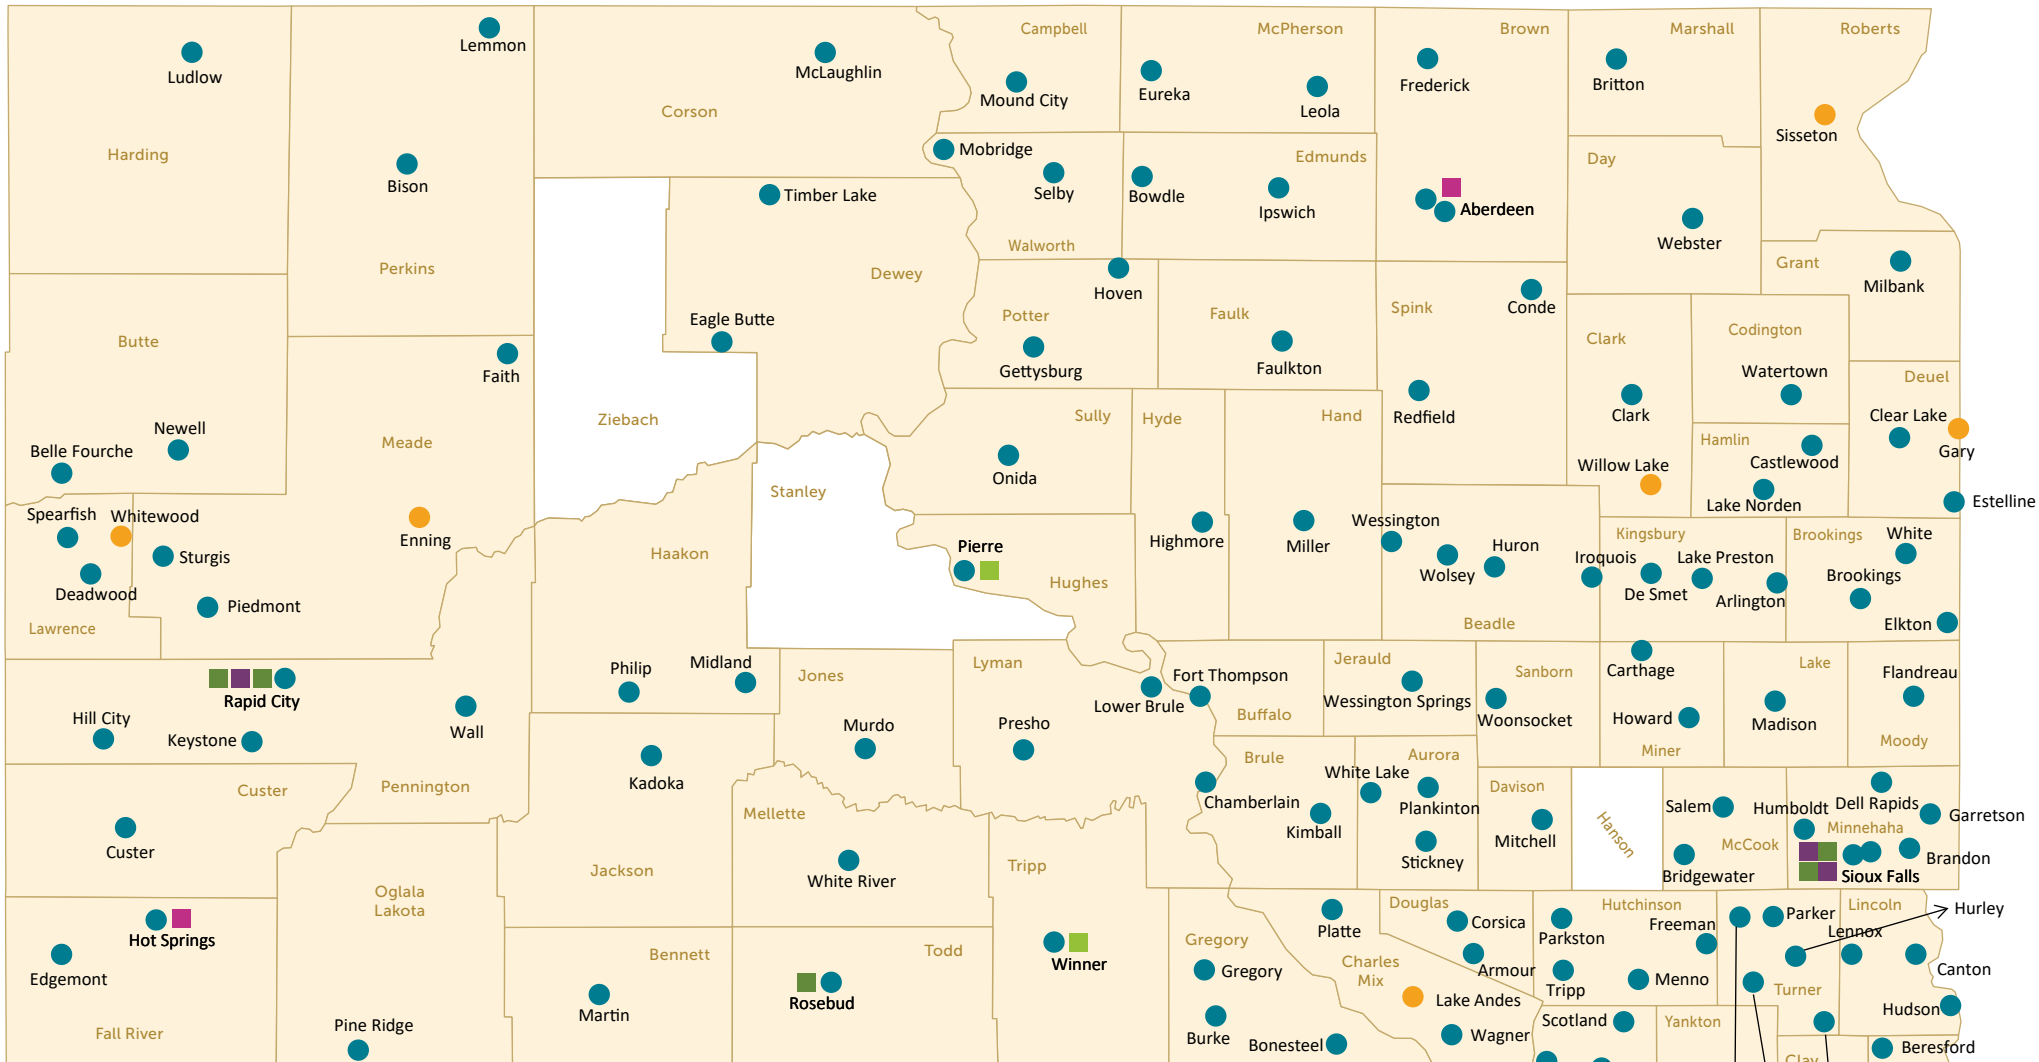 Lemmon
Ludlow
McLaughlin
Campbell
McPherson
Brown
Marshall
Roberts
Corson
Mound City
Eureka
Leola
Frederick
Britton
Sisseton
Harding
Bison
Mobridge
Selby
Bowdle
Edmunds
Ipswich
Day
Timber Lake
Aberdeen
Webster
Walworth
Perkins
Dewey
Hoven
Grant
Milbank
Butte
Eagle Butte
Potter
Faulk
Spink
Conde
Clark
Codington
Faith
Gettysburg
Faulkton
Watertown
Deuel
Newell
Belle Fourche
Meade
Ziebach
Sully
Hyde
Hand
Redfield
Clark
Clear Lake
Gary
Hamlin
Castlewood
Willow Lake
Onida
Stanley
Lake Norden
Estelline
Spearfish
Whitewood
Enning
Sturgis
Deadwood
Piedmont
Lawrence
Haakon
Pierre
Hughes
Highmore
Miller
Wessington
Wolsey
Huron
Beadle
Iroquois
Kingsbury
De Smet
Lake Preston
Arlington
Brookings
White
Brookings
Elkton
Rapid City
Hill City
Keystone
Wall
Philip
Midland
Jones
Lyman
Murdo
Presho
Lower Brule
Fort Thompson
Buffalo
Jerauld
Wessington Springs
Sanborn
Woonsocket
Carthage
Howard
Miner
Lake
Madison
Flandreau
Moody
Custer
Pennington
Custer
Kadoka
Mellette
Brule
Chamberlain
Kimball
White Lake
Aurora
Plankinton
Stickney
Davison
Mitchell
Hanson
Salem
McCook
Bridgewater
Humboldt
Dell Rapids
Minnehaha
Garretson
Brandon
Sioux Falls
Jackson
White River
Tripp
Oglala
Lakota
Hot Springs
Edgemont
Fall River
Pine Ridge
Bennett
Martin
Todd
Rosebud
Winner
Gregory
Gregory
Burke
Bonesteel
Platte
Charles
Mix
Lake Andes
Wagner
Douglas
Corsica
Armour
Hutchinson
Parkston
Freeman
Tripp
Menno
Scotland
Yankton
Parker
Hurley
Turner
Lincoln
Lennox
Canton
Hudson
Clay
Beresford